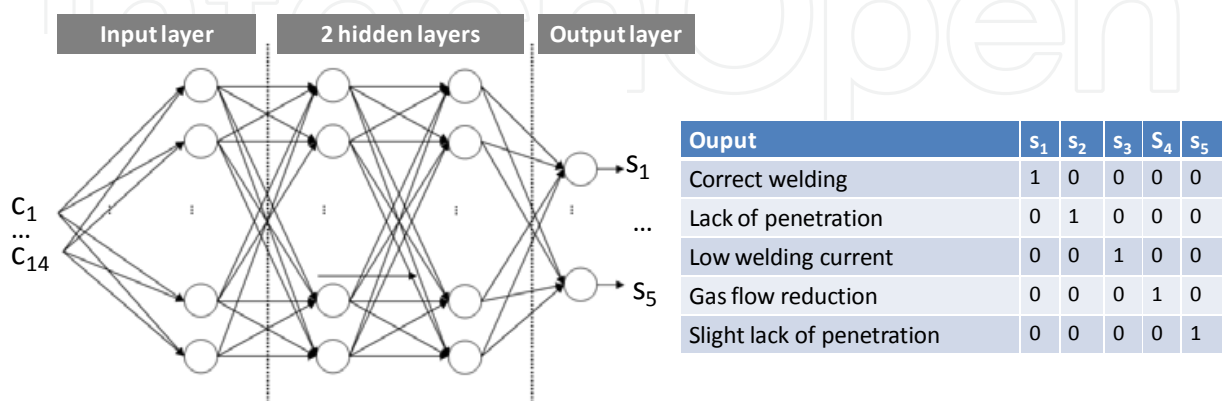 IntechOpen
Input layer 2 hidden layers Output layer
C1
...
C14
S1
...
S5
Ouput s1 s2 s3 S4 s5
Correct welding 1 0 0 0 0
Lack of penetration 0 1 0 0 0
Low welding current 0 0 1 0 0
Gas flow reduction 0 0 0 1 0
Slight lack of penetration 0 0 0 0 1